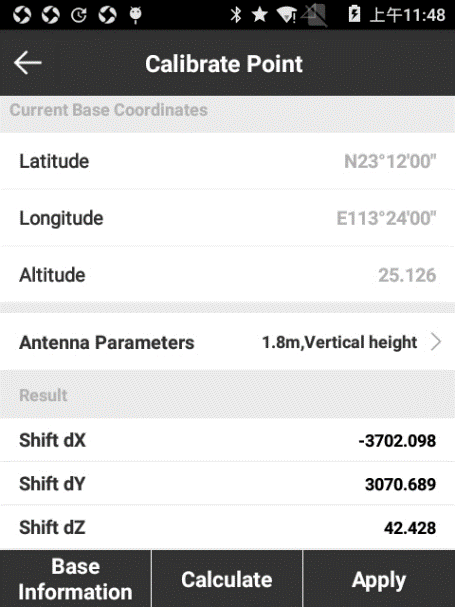 上午11:48
Calibrate Point
Current Base Coordinates
Latitude N23°12'00"
Longitude E113°24'00"
Altitude 25.126
Antenna Parameters 1.8m,Vertical height
Result
Shift dX -3702.098
Shift dY 3070.689
Shift dZ 42.428
Base
Information
Calculate
Apply